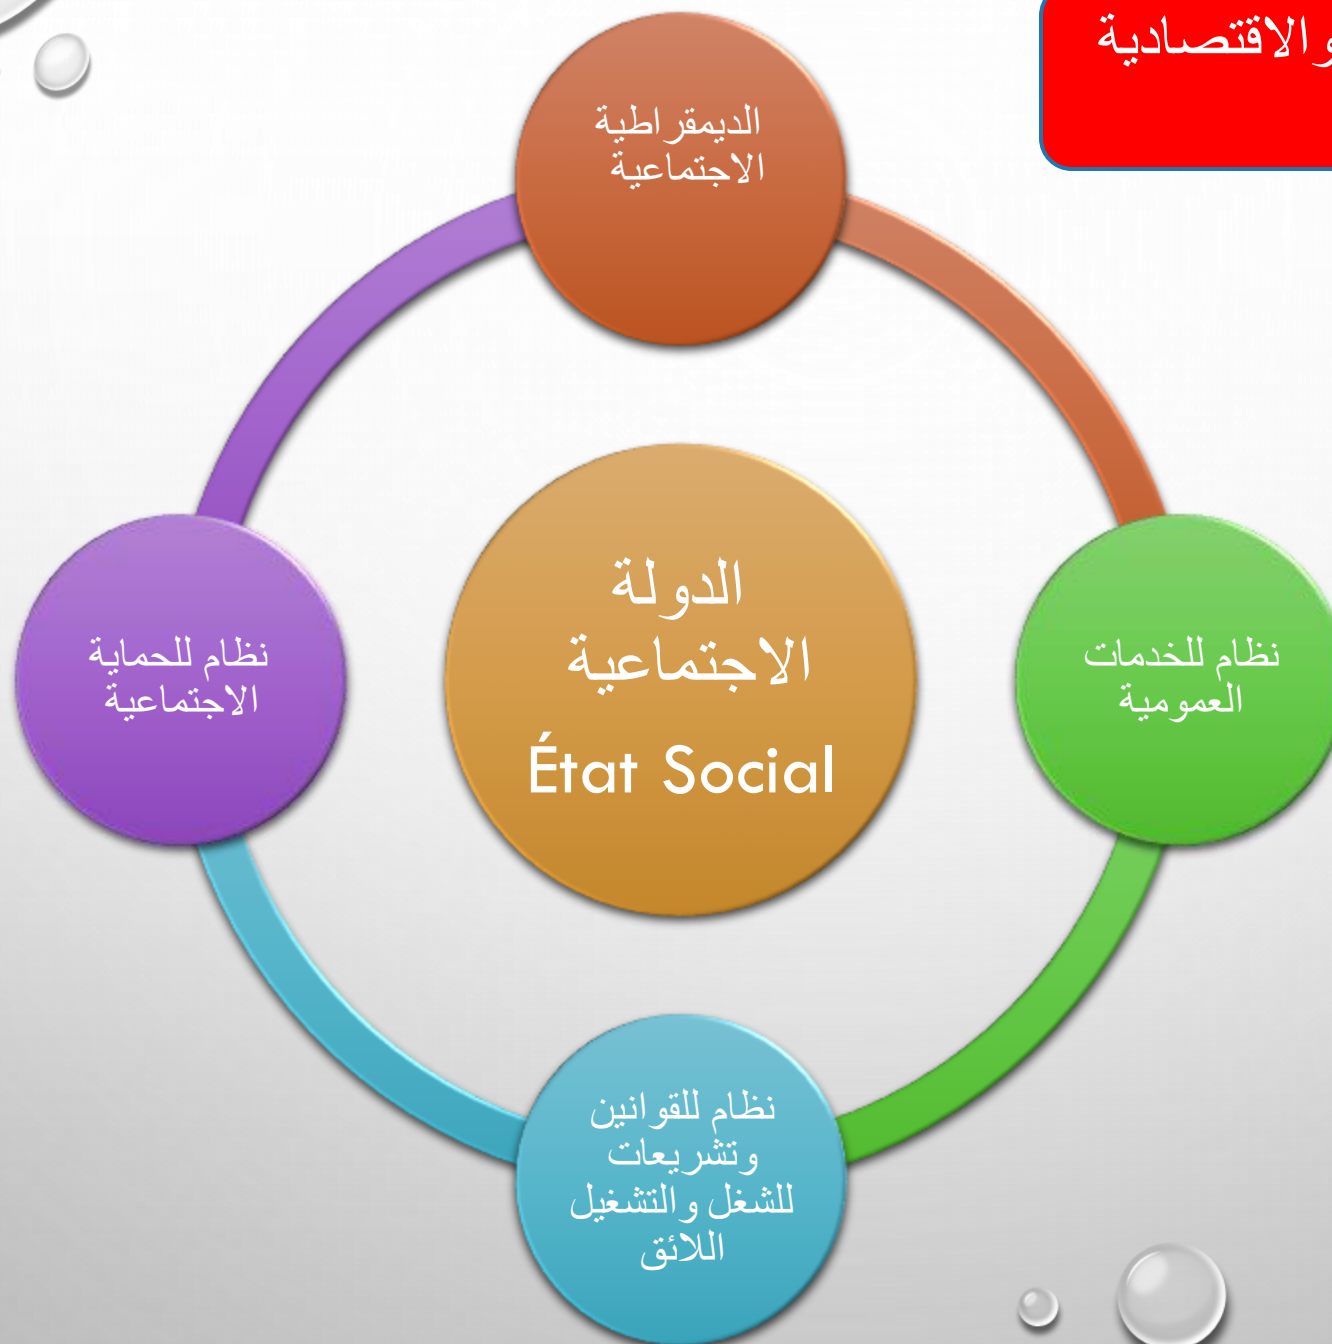 والاقتصادية
الديمقراطية
الاجتماعية
الدولة
الاجتماعية
État Social
نظام للخدمات
العمومية
نظام للحماية
الاجتماعية
نظام للقوانين
وتشريعات
للشغل والتشغيل
اللائق